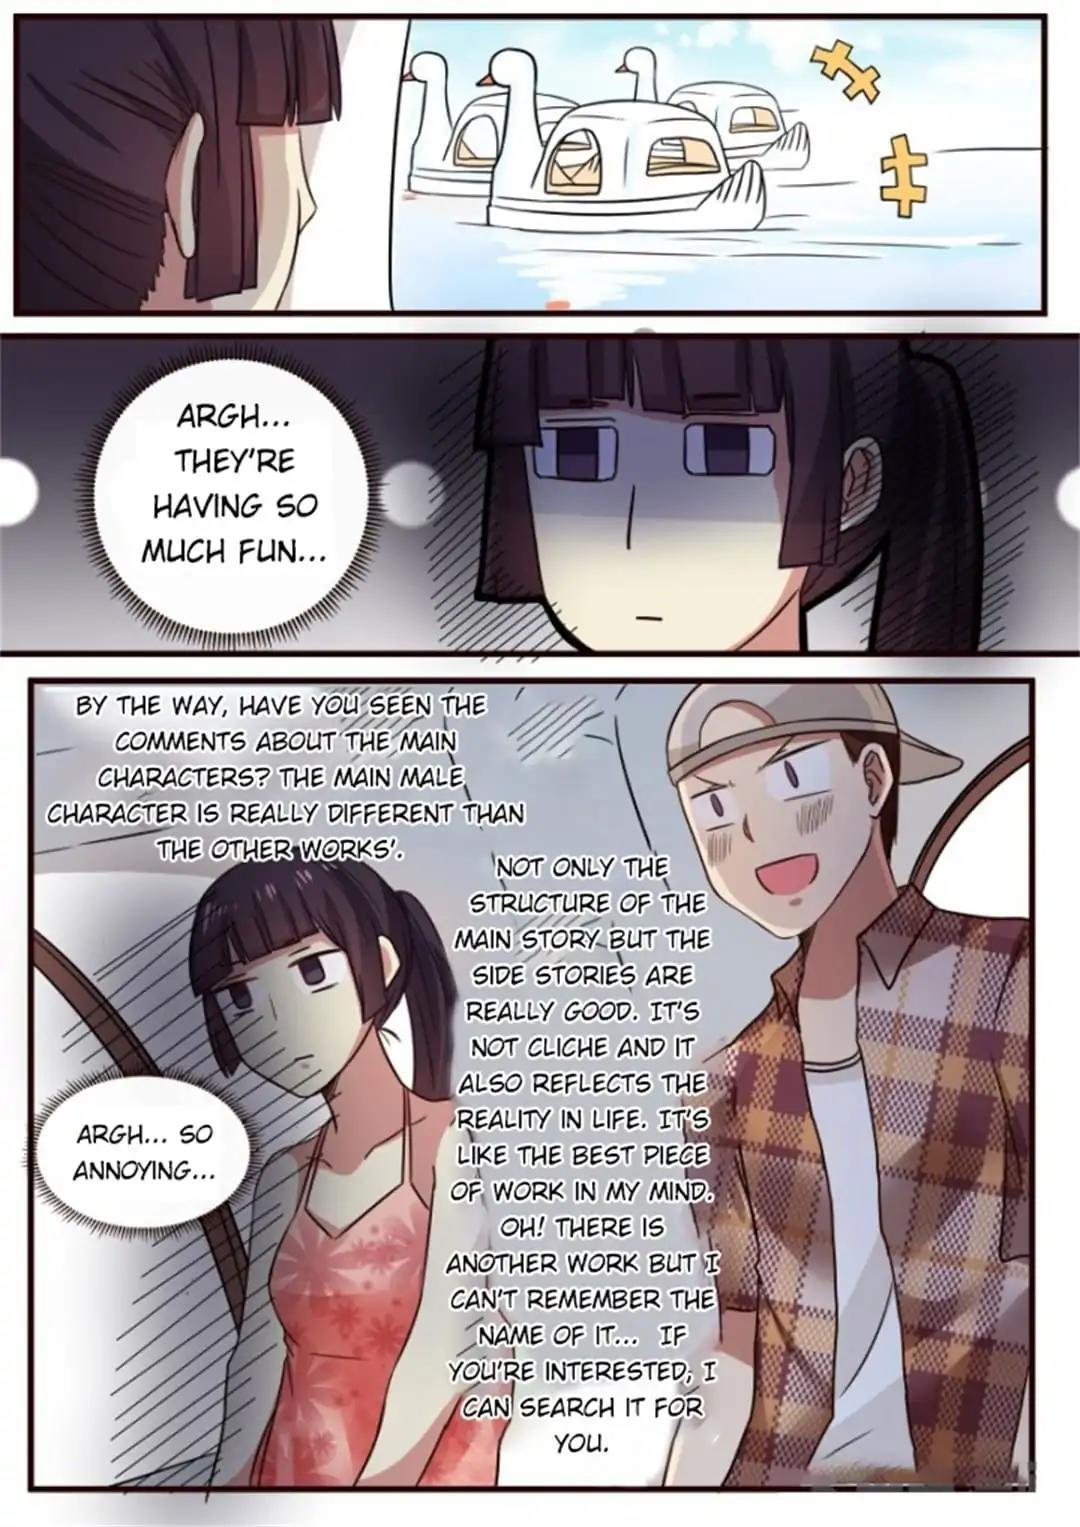 ARGH...
THEY'RE
HAVING SO
MUCH FUN...
BY THE WAY, HAVE YOU SEEN THE
COMMENTS ABOUT THE MAIN
CHARACTERS? THE MAIN MALE
CHARACTER IS REALLY DIFFERENT THAN
THE OTHER WORKS'.
NOT ONLY THE
STRUCTURE OF THE
MAIN STORY BUT THE
SIDE STORIES ARE
REALLY GOOD. IT'S
NOT CLICHE AND IT
ALSO REFLECTS THE
REALITY IN LIFE. IT'S
LIKE THE BEST PIECE
OF WORK IN MY MIND.
OH! THERE IS
ANOTHER WORK BUT I
CAN'T REMEMBER THE
NAME OF IT... IF
YOU'RE INTERESTED, I
CAN SEARCH IT FOR
YOU.
ARGH... SO
ANNOYING...